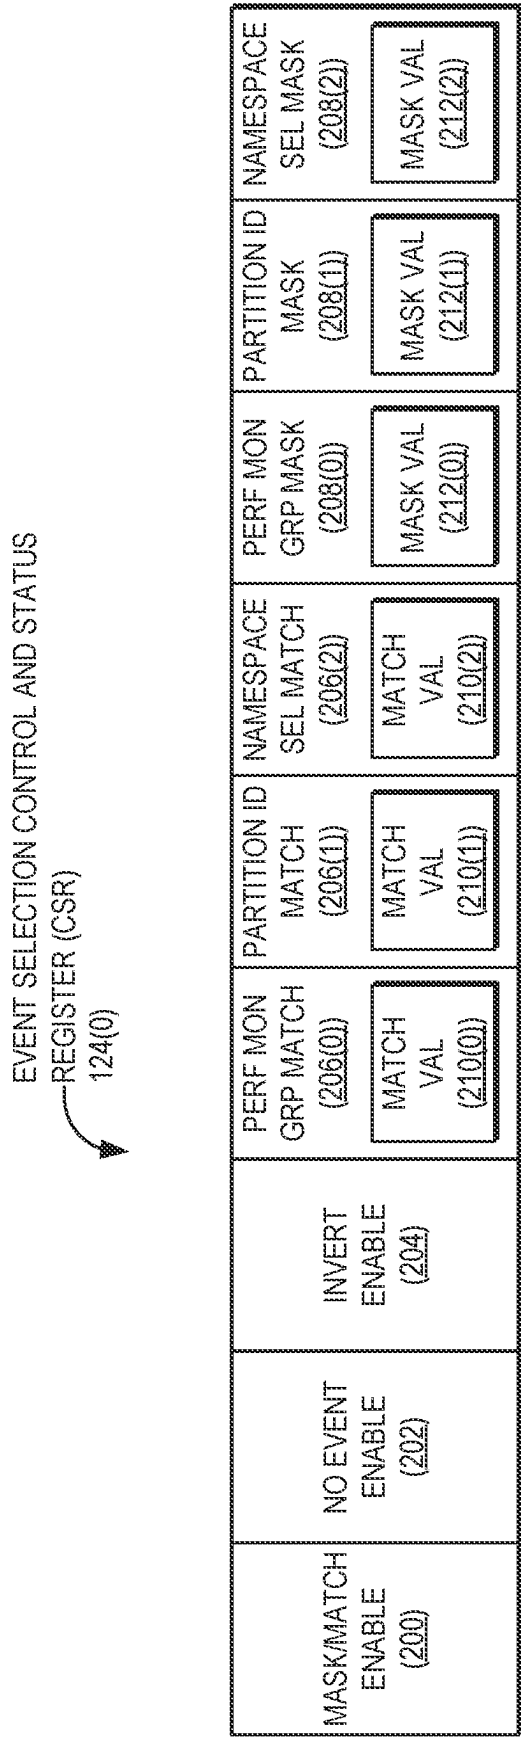 EVENT SELECTION CONTROL AND STATUS
REGISTER (CSR)
124(0)
MASK/MATCH
ENABLE
(200)
NO EVENT
ENABLE
(202)
INVERT
ENABLE
(204)
PERF MON
GRP MATCH
(206(0))
MATCH
VAL
(210(0))
PARTITION ID
MATCH
(206(1))
MATCH
VAL
(210(1))
NAMESPACE
SEL MATCH
(206(2))
MATCH
VAL
(210(2))
PERF MON
GRP MASK
(208(0))
MASK VAL
(212(0))
PARTITION ID
MASK
(208(1))
MASK VAL
(212(1))
NAMESPACE
SEL MASK
(208(2))
MASK VAL
(212(2))